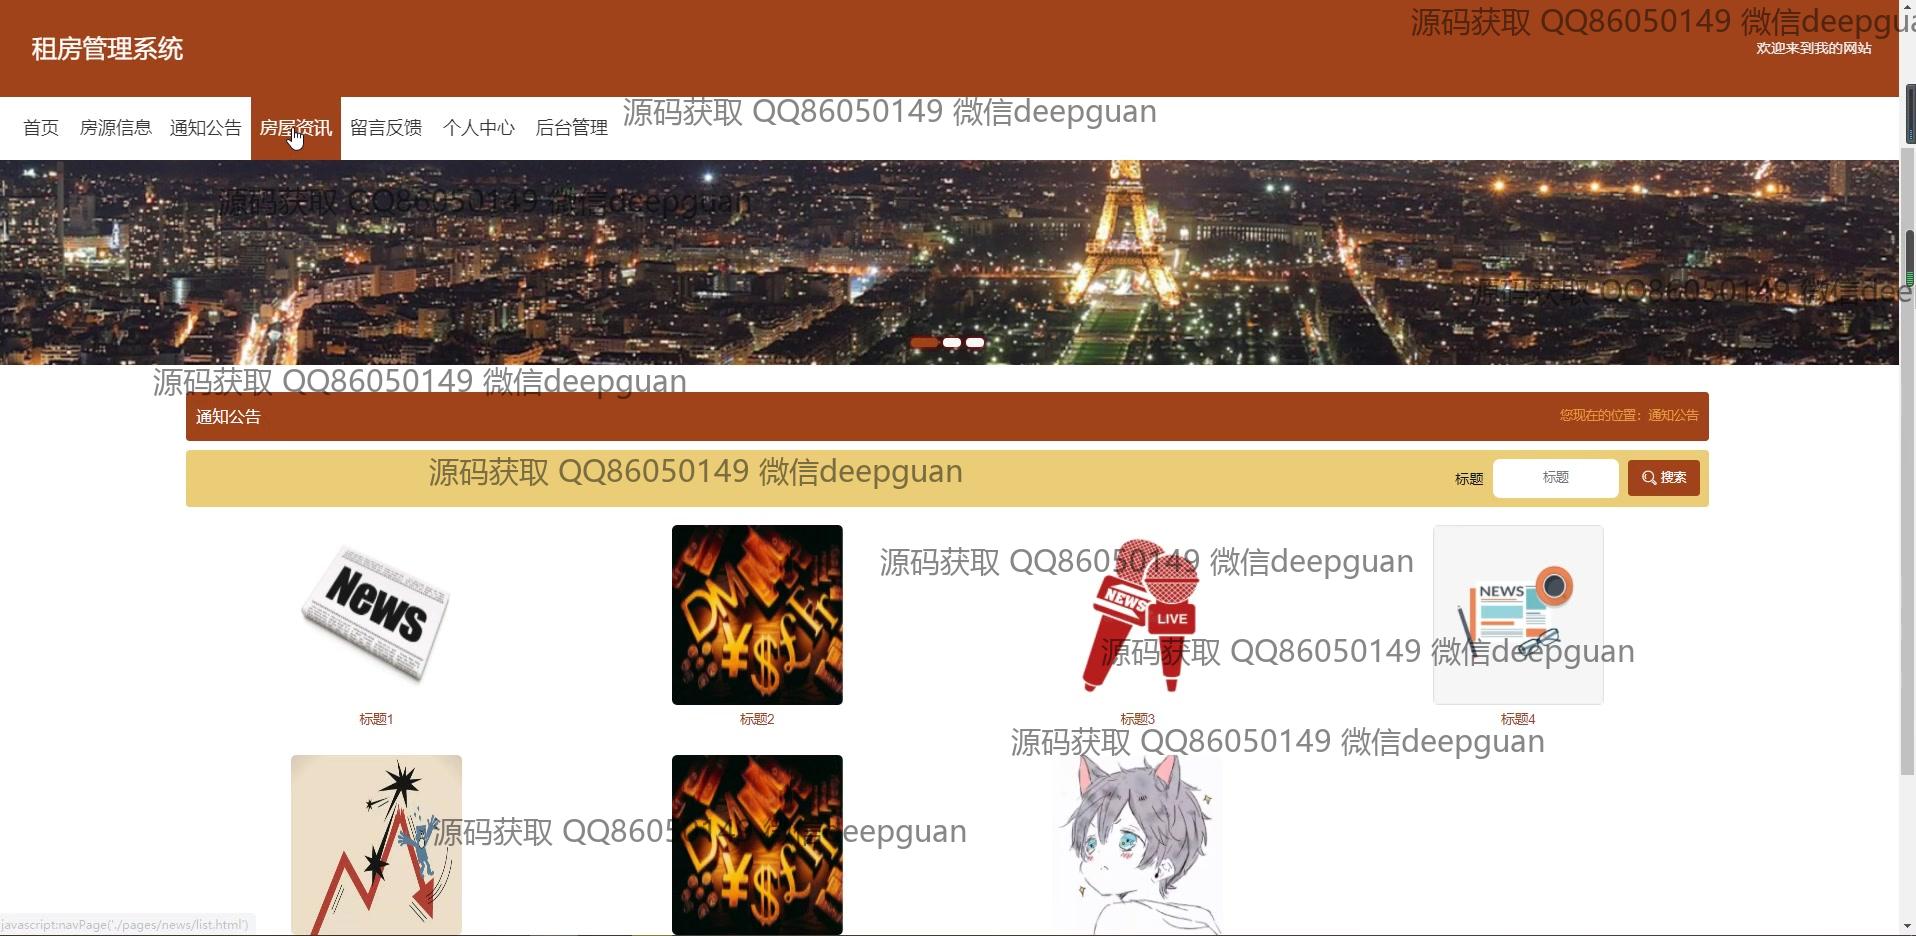 源码获取 QQ86050149 微信deepgua
租房管理系统
欢迎来到我的网站
首页 房源信息 通知公告 房屋资讯 留言反馈 个人中心 后台管理
源码获取 QQ86050149 微信deepguan
源码获取 QQ86050149 微信deepguan
源码获取 QQ86050149 微信dee
源码获取 QQ86050149 微信deepguan
通知公告
您现在的位置：通知公告
源码获取 QQ86050149 微信deepguan
标题 标题 搜索
源码获取 QQ86050149 微信deepguan
News
NEWS
LIVE
NEWS
源码获取 QQ86050149 微信deepguan
标题1 标题2 标题3 标题4
源码获取 QQ86050149 微信deepguan
源码获取 QQ86050149 微信deepguan
javascript:navPage('./pages/news/list.html')